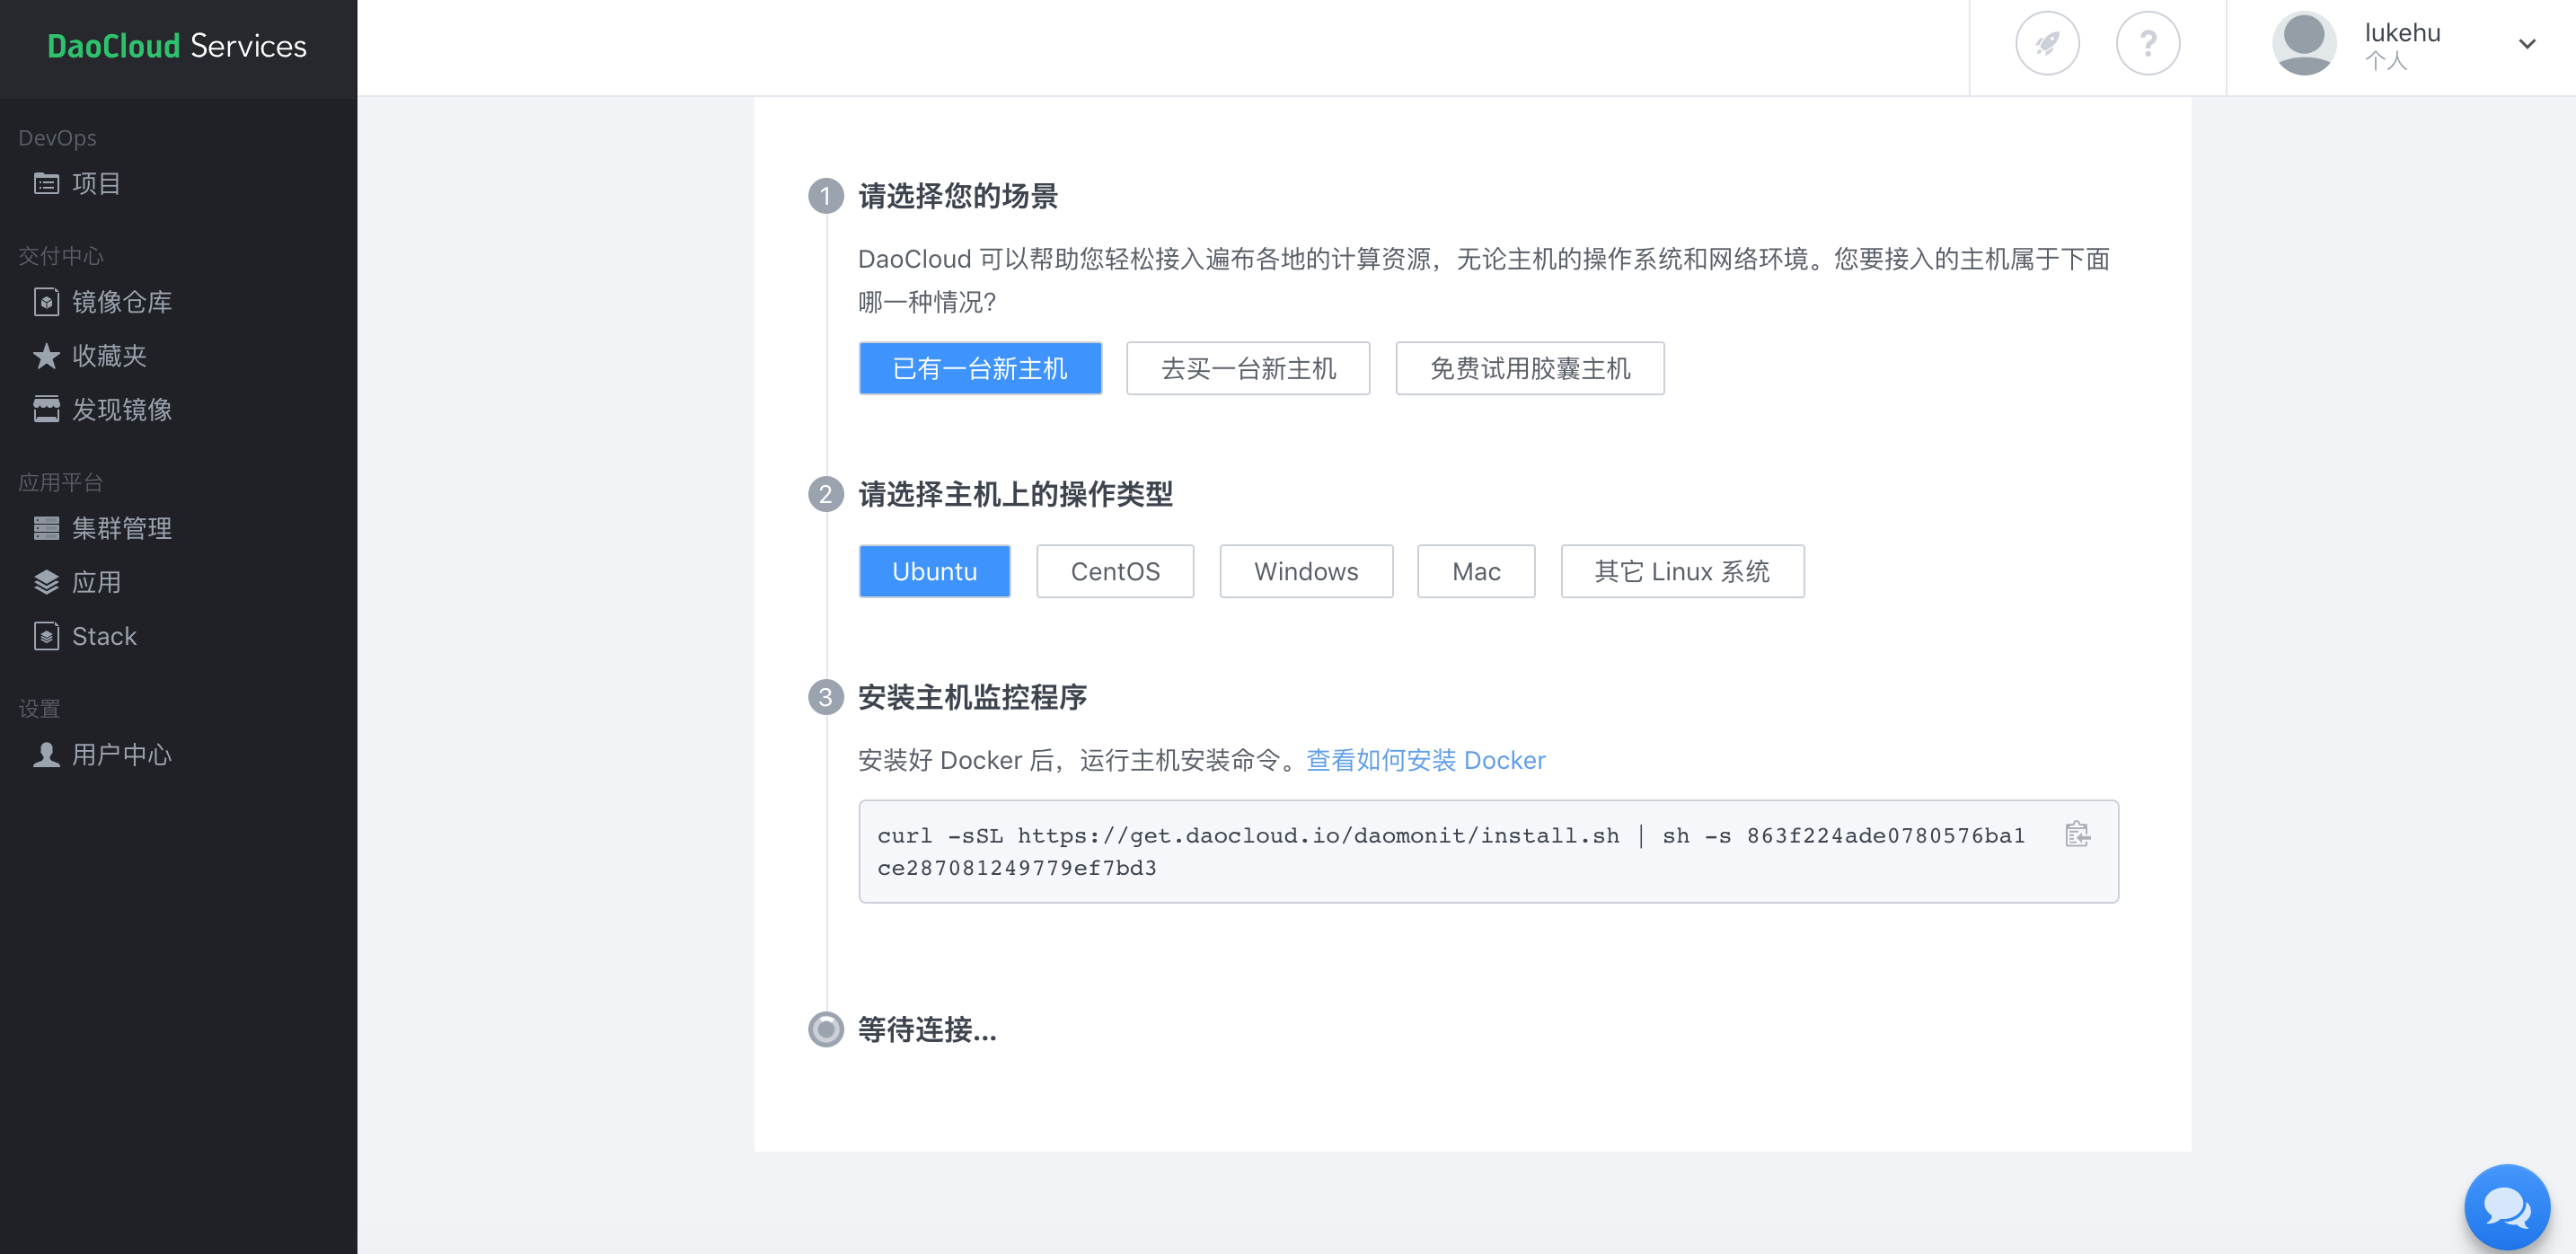 DaoCloud Services
lukehu
个人
DevOps
项目
交付中心
镜像仓库
收藏夹
发现镜像
应用平台
集群管理
应用
Stack
设置
用户中心
1 请选择您的场景
DaoCloud 可以帮助您轻松接入遍布各地的计算资源，无论主机的操作系统和网络环境。您要接入的主机属于下面
哪一种情况？
已有一台新主机 去买一台新主机 免费试用胶囊主机
2 请选择主机上的操作类型
Ubuntu CentOS Windows Mac 其它 Linux 系统
3 安装主机监控程序
安装好 Docker 后，运行主机安装命令。查看如何安装 Docker
curl -sSL https://get.daocloud.io/daomonit/install.sh | sh -s 863f224ade0780576ba1
ce287081249779ef7bd3
等待连接...